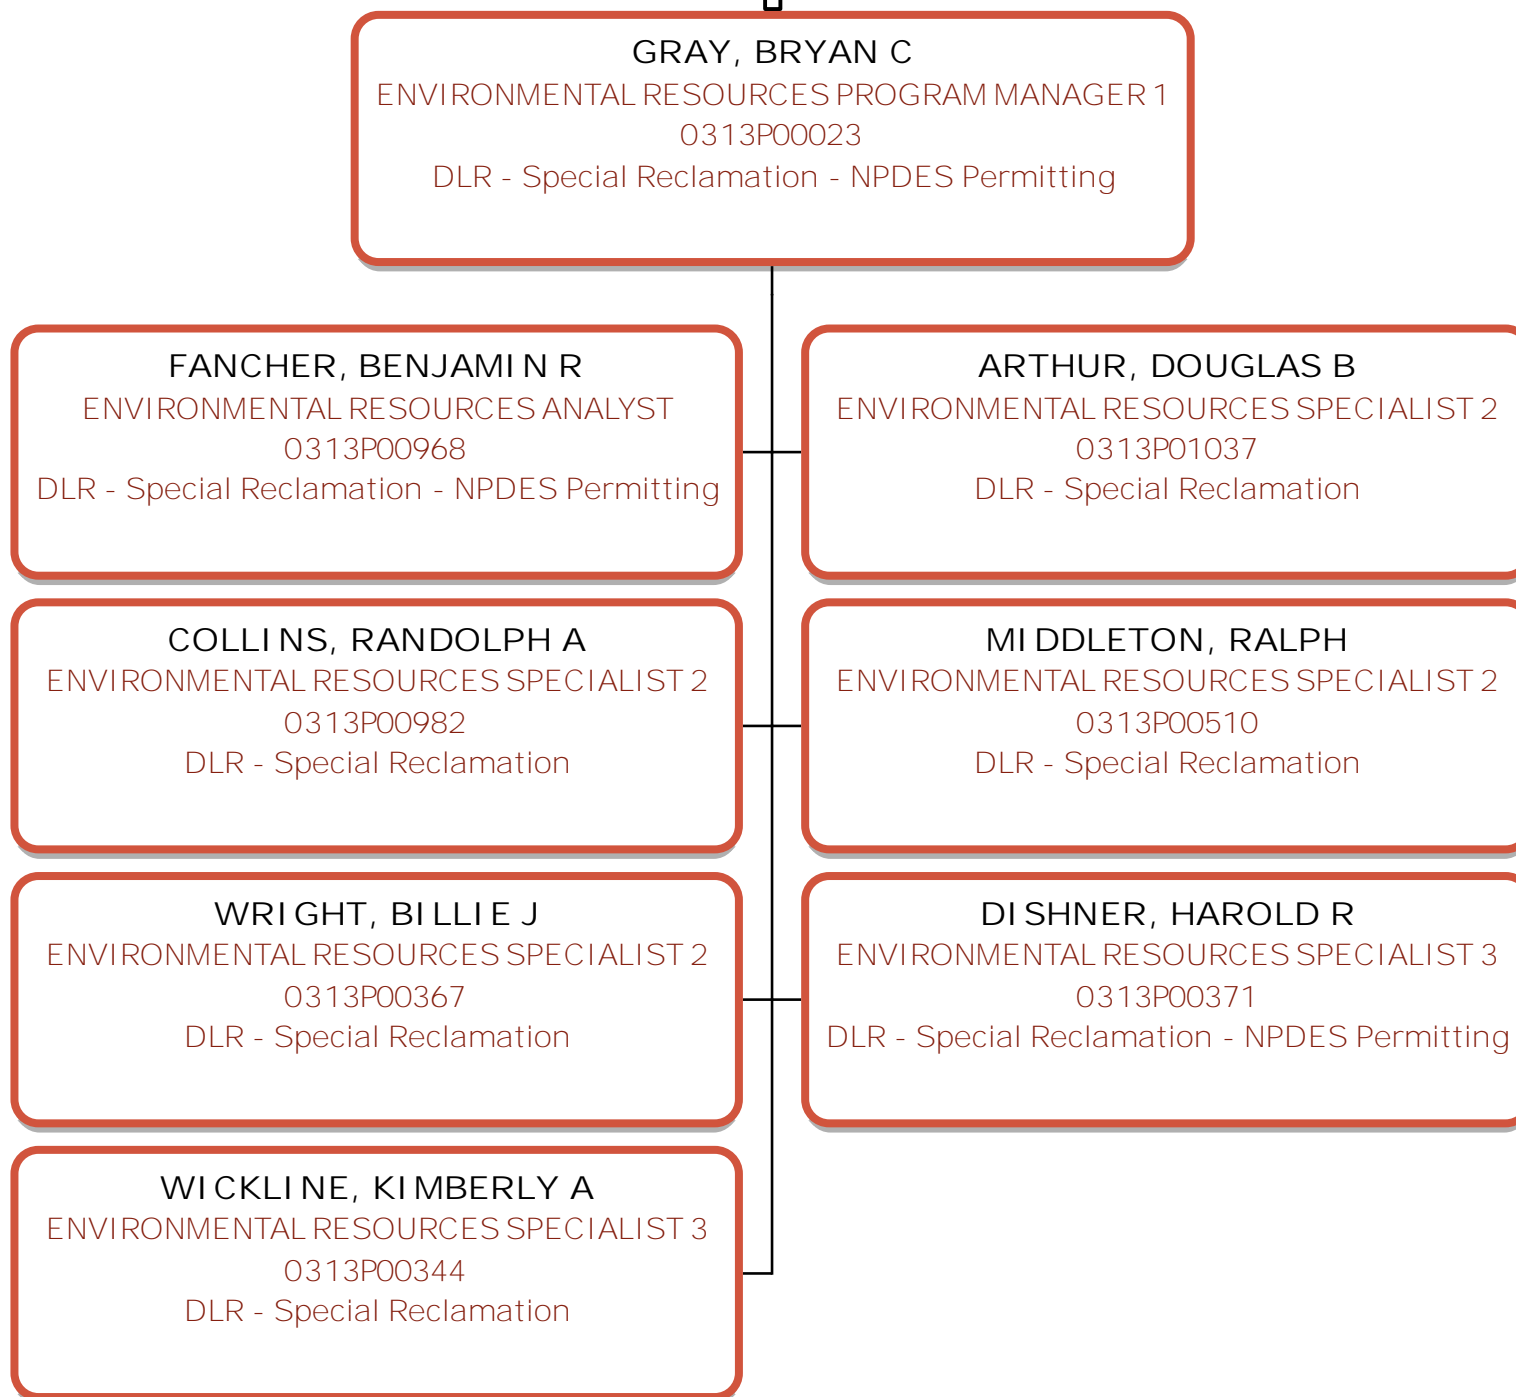 GRAY, BRYAN C
ENVIRONMENTAL RESOURCES PROGRAM MANAGER 1
0313P00023
DLR - Special Reclamation - NPDES Permitting
FANCHER, BENJAMIN R
ENVIRONMENTAL RESOURCES ANALYST
0313P00968
DLR - Special Reclamation - NPDES Permitting
ARTHUR, DOUGLAS B
ENVIRONMENTAL RESOURCES SPECIALIST 2
0313P01037
DLR - Special Reclamation
COLLINS, RANDOLPH A
ENVIRONMENTAL RESOURCES SPECIALIST 2
0313P00982
DLR - Special Reclamation
MIDDLETON, RALPH
ENVIRONMENTAL RESOURCES SPECIALIST 2
0313P00510
DLR - Special Reclamation
WRIGHT, BILLIE J
ENVIRONMENTAL RESOURCES SPECIALIST 2
0313P00367
DLR - Special Reclamation
DISHNER, HAROLD R
ENVIRONMENTAL RESOURCES SPECIALIST 3
0313P00371
DLR - Special Reclamation - NPDES Permitting
WICKLINE, KIMBERLY A
ENVIRONMENTAL RESOURCES SPECIALIST 3
0313P00344
DLR - Special Reclamation